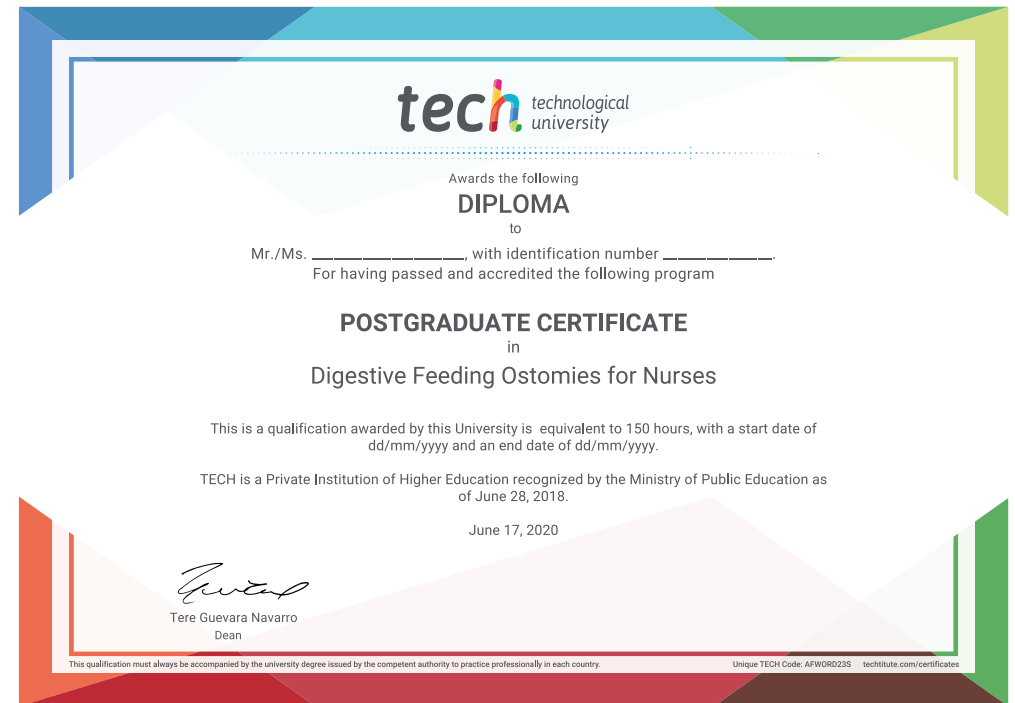 tech technological
university
Awards the following
DIPLOMA
to
Mr./Ms. __________________, with identification number _____________.
For having passed and accredited the following program
POSTGRADUATE CERTIFICATE
in
Digestive Feeding Ostomies for Nurses
This is a qualification awarded by this University is  equivalent to 150 hours, with a start date of
dd/mm/yyyy and an end date of dd/mm/yyyy.
TECH is a Private Institution of Higher Education recognized by the Ministry of Public Education as
of June 28, 2018.
June 17, 2020
Tere Guevara Navarro
Dean
This qualification must always be accompanied by the university degree issued by the competent authority to practice professionally in each country.
Unique TECH Code: AFWORD23S techtitute.com/certificates